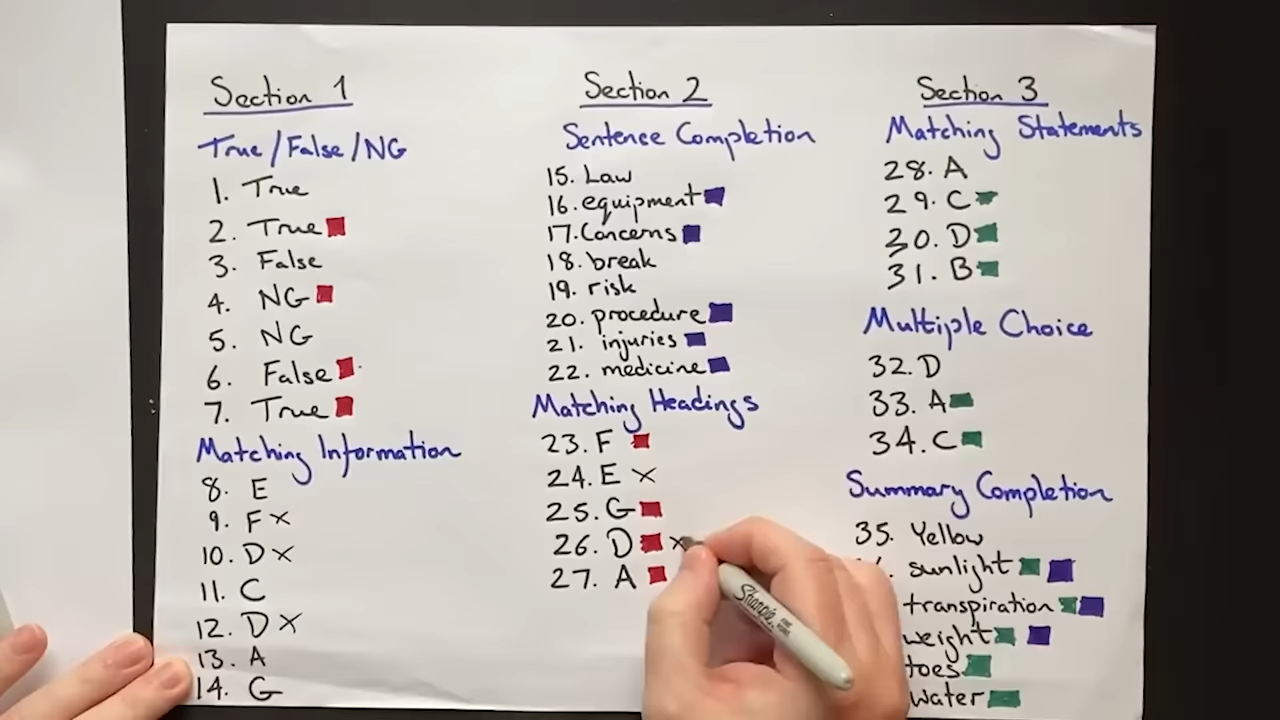 Section 1
True/False/NG
1. True
2. True
3. False
4. NG
5. NG
6. False
7. True
Matching Information
8. E
9. F x
10. D x
11. C
12. D x
13. A
14. G
Section 2
Sentence Completion
15. Law
16. equipment
17. Concerns
18. break
19. risk
20. procedure
21. injuries
22. medicine
Matching Headings
23. F
24. E x
25. G
26. D x
27. A
Section 3
Matching Statements
28. A
29. C
30. D
31. B
Multiple Choice
32. D
33. A
34. C
Summary Completion
35. Yellow
sunlight
transpiration
weight
toes
water
Sharpie